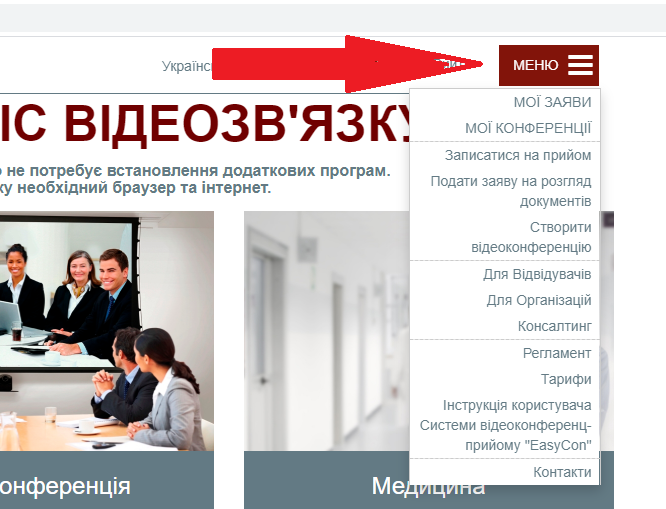 МЕНЮ
ІС ВІДЕОЗВ'ЯЗКУ
не потребує встановлення додаткових програм.
ку необхідний браузер та інтернет.
МОЇ ЗАЯВИ
МОЇ КОНФЕРЕНЦІЇ
Записатися на прийом
Подати заяву на розгляд
документів
Створити
відеоконференцію
Для Відвідувачів
Для Організацій
Консалтинг
Регламент
Тарифи
Інструкція користувача
Системи відеоконференц-
прийому "EasyCon"
Контакти
онференція
Медицина